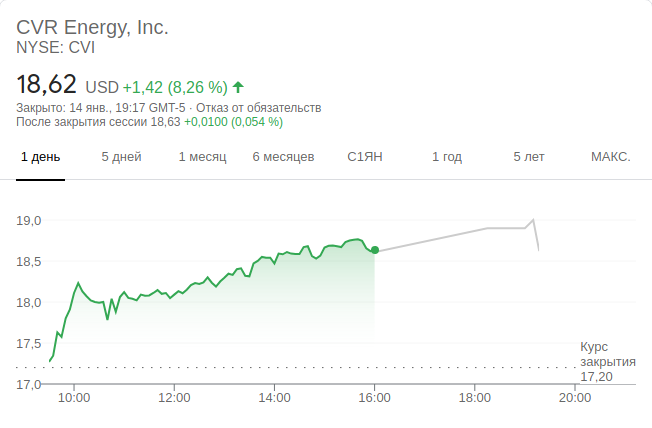 CVR Energy, Inc.
NYSE: CVI
18,62 USD +1,42 (8,26 %)
Закрыто: 14 янв., 19:17 GMT-5 · Отказ от обязательств
После закрытия сессии 18,63 +0,0100 (0,054 %)
1 день 5 дней 1 месяц 6 месяцев С1ЯН 1 год 5 лет МАКС.
19,0
18,5
18,0
17,5
Курс
закрытия
17,20
17,0
10:00 12:00 14:00 16:00 18:00 20:00